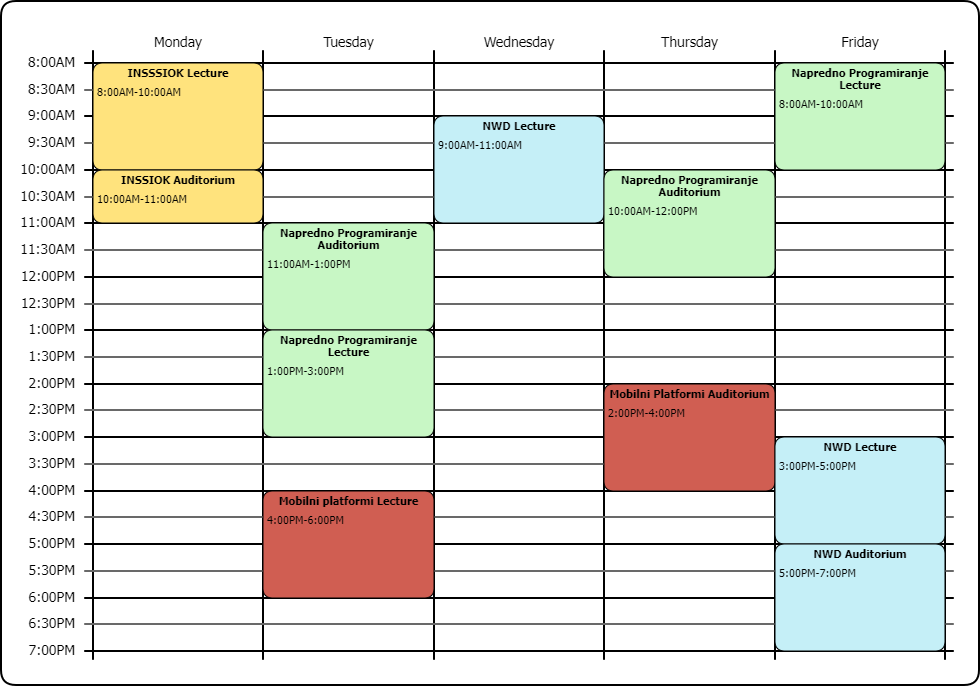 Monday Tuesday Wednesday Thursday Friday
8:00AM
8:30AM
9:00AM
9:30AM
10:00AM
10:30AM
11:00AM
11:30AM
12:00PM
12:30PM
1:00PM
1:30PM
2:00PM
2:30PM
3:00PM
3:30PM
4:00PM
4:30PM
5:00PM
5:30PM
6:00PM
6:30PM
7:00PM
INSSSIOK Lecture
8:00AM-10:00AM
INSSIOK Auditorium
10:00AM-11:00AM
Napredno Programiranje
Auditorium
11:00AM-1:00PM
Napredno Programiranje
Lecture
1:00PM-3:00PM
Mobilni platformi Lecture
4:00PM-6:00PM
NWD Lecture
9:00AM-11:00AM
Napredno Programiranje
Auditorium
10:00AM-12:00PM
Mobilni Platformi Auditorium
2:00PM-4:00PM
Napredno Programiranje
Lecture
8:00AM-10:00AM
NWD Lecture
3:00PM-5:00PM
NWD Auditorium
5:00PM-7:00PM